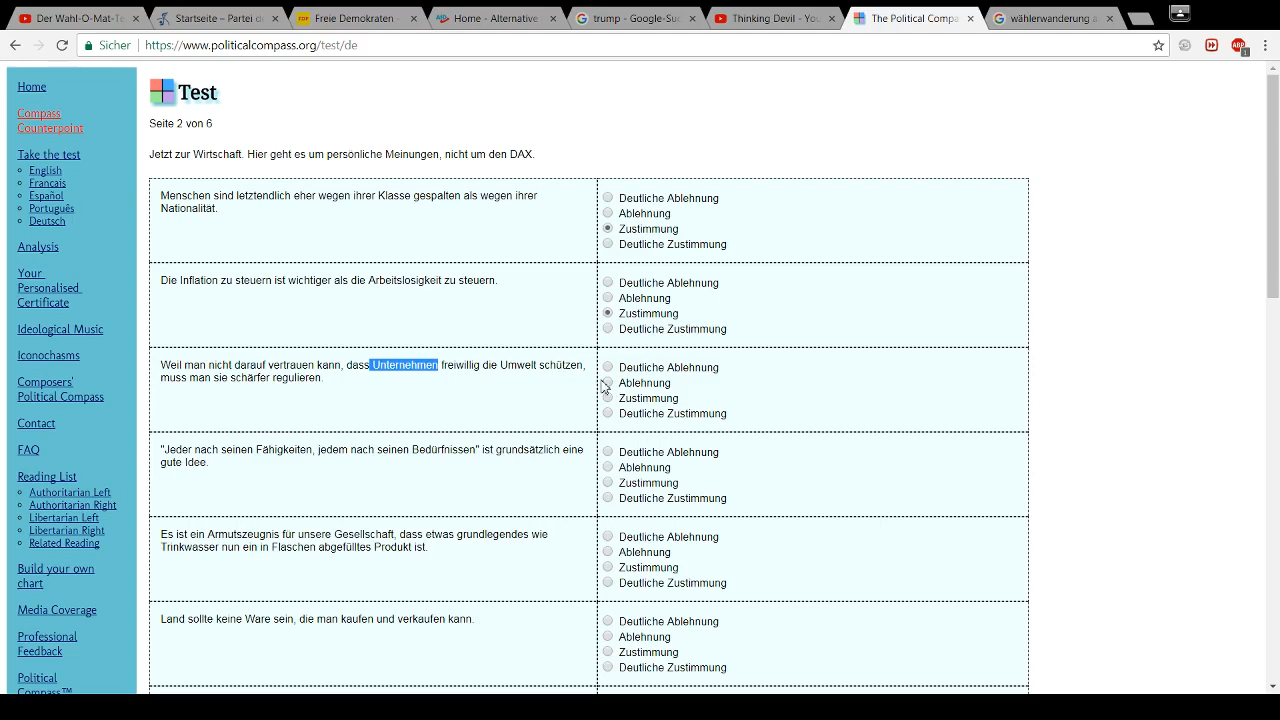 Der Wahl-O-Mat-Te
Startseite – Partei de
Freie Demokraten -
Home - Alternative
trump - Google-Suc
Thinking Devil - You
The Political Compa
wählerwanderung a
Sicher
https://www.politicalcompass.org/test/de
ABP
1
Home
Compass
Counterpoint
Take the test
English
Francais
Español
Português
Deutsch
Analysis
Your
Personalised
Certificate
Ideological Music
Iconochasms
Composers'
Political Compass
Contact
FAQ
Reading List
Authoritarian Left
Authoritarian Right
Libertarian Left
Libertarian Right
Related Reading
Build your own
chart
Media Coverage
Professional
Feedback
Political
Compass™
Test
Seite 2 von 6
Jetzt zur Wirtschaft. Hier geht es um persönliche Meinungen, nicht um den DAX.
Menschen sind letztendlich eher wegen ihrer Klasse gespalten als wegen ihrer
Nationalität.
Deutliche Ablehnung
Ablehnung
Zustimmung
Deutliche Zustimmung
Die Inflation zu steuern ist wichtiger als die Arbeitslosigkeit zu steuern.
Deutliche Ablehnung
Ablehnung
Zustimmung
Deutliche Zustimmung
Weil man nicht darauf vertrauen kann, dass Unternehmen freiwillig die Umwelt schützen,
muss man sie schärfer regulieren.
Deutliche Ablehnung
Ablehnung
Zustimmung
Deutliche Zustimmung
"Jeder nach seinen Fähigkeiten, jedem nach seinen Bedürfnissen" ist grundsätzlich eine
gute Idee.
Deutliche Ablehnung
Ablehnung
Zustimmung
Deutliche Zustimmung
Es ist ein Armutszeugnis für unsere Gesellschaft, dass etwas grundlegendes wie
Trinkwasser nun ein in Flaschen abgefülltes Produkt ist.
Deutliche Ablehnung
Ablehnung
Zustimmung
Deutliche Zustimmung
Land sollte keine Ware sein, die man kaufen und verkaufen kann.
Deutliche Ablehnung
Ablehnung
Zustimmung
Deutliche Zustimmung